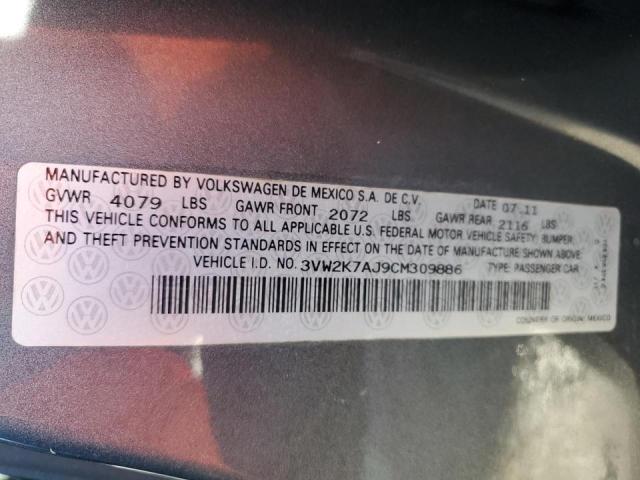 MANUFACTURED BY VOLKSWAGEN DE MEXICO S.A. DE C.V. DATE 07.11
GVWR 4079 LBS GAWR FRONT 2072 LBS GAWR REAR 2116 LBS
THIS VEHICLE CONFORMS TO ALL APPLICABLE U.S. FEDERAL MOTOR VEHICLE SAFETY, BUMPER,
AND THEFT PREVENTION STANDARDS IN EFFECT ON THE DATE OF MANUFACTURE SHOWN ABOVE
VEHICLE I.D. NO. 3VW2K7AJ9CM309886 TYPE: PASSENGER CAR
COUNTRY OF ORIGIN: MEXICO